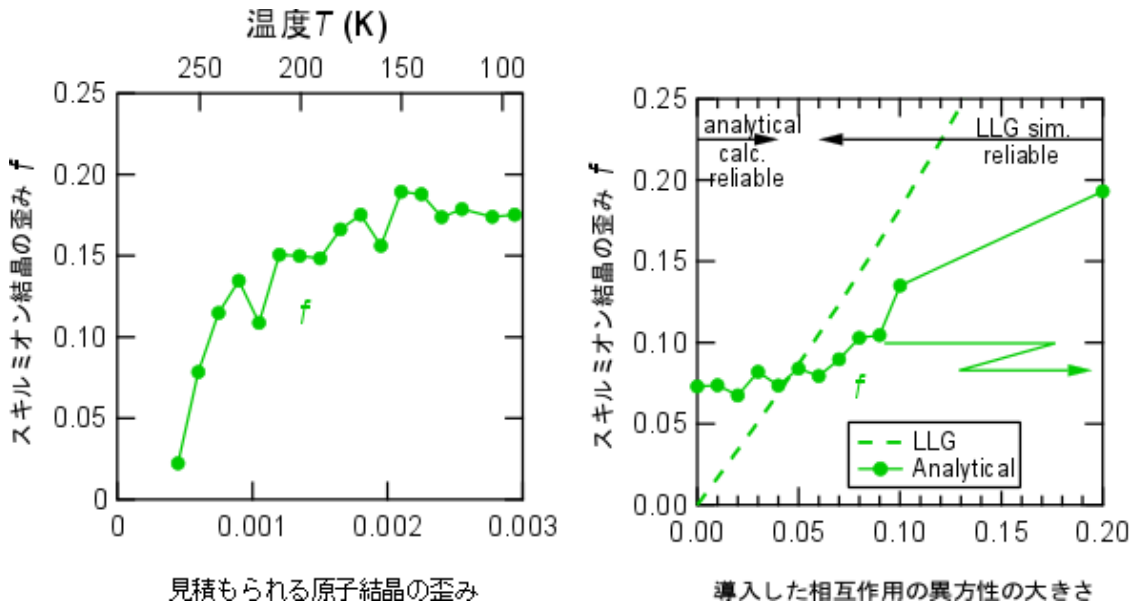 温度T (K)
250 200 150 100
0.25
0.20
0.15
0.10
0.05
0
スキルミオン結晶の歪み f
f
0 0.001 0.002 0.003
見積もられる原子結晶の歪み
0.25
0.20
0.15
0.10
0.05
0.00
スキルミオン結晶の歪み f
analytical
calc.
reliable
LLG sim.
reliable
f
LLG
Analytical
0.00 0.05 0.10 0.15 0.20
導入した相互作用の異方性の大きさ